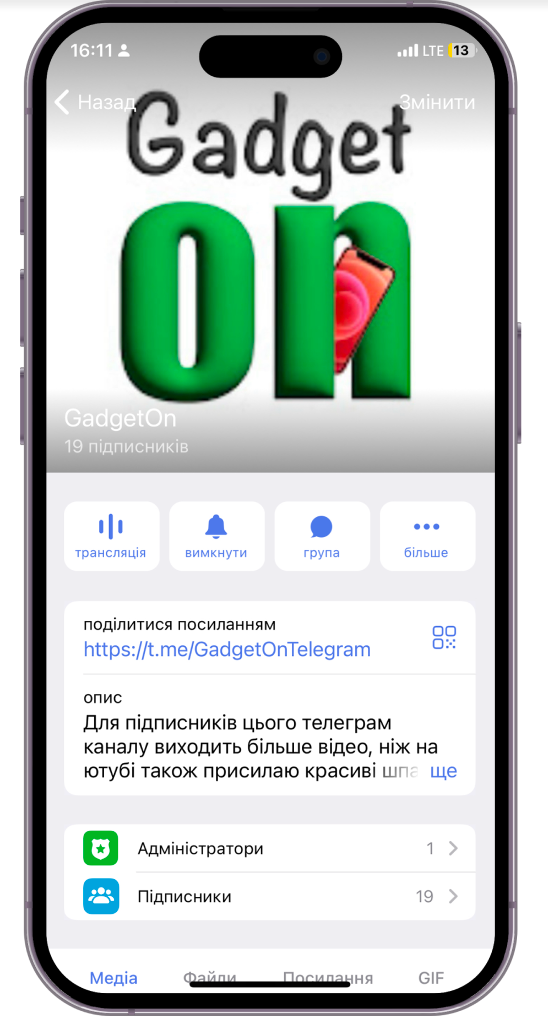 16:11 LTE 13
Назад Змінити
Gadget
on
GadgetOn
19 підписників
трансляція вимкнути група більше
поділитися посиланням
https://t.me/GadgetOnTelegram
опис
Для підписників цього телеграм
каналу виходить більше відео, ніж на
ютубі також присилаю красиві шпа ще
Адміністратори 1
Підписники 19
Медіа Файли Посилання GIF